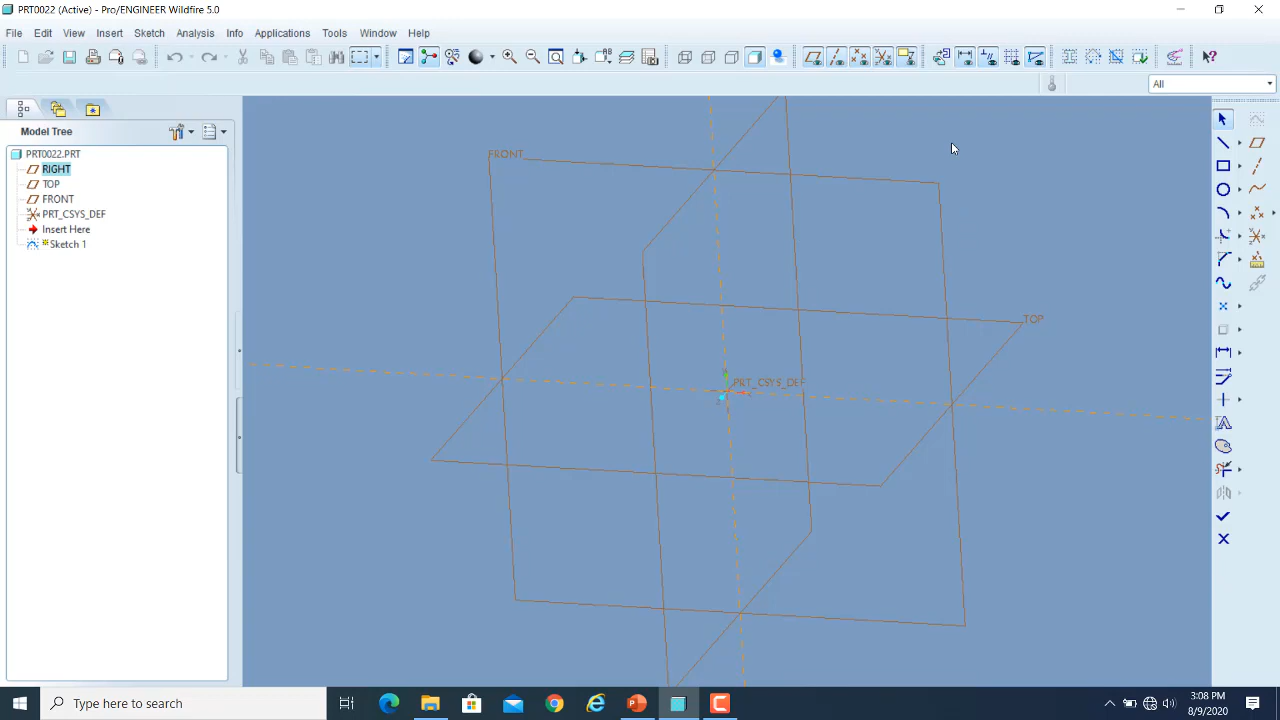 PRT0022 (Active) - Pro/ENGINEER Wildfire 5.0
File Edit View Insert Sketch Analysis Info Applications Tools Window Help
All
Model Tree
PRT0022.PRT
RIGHT
TOP
FRONT
PRT_CSYS_DEF
Insert Here
Sketch 1
FRONT
TOP
PRT_CSYS_DEF
Type here to search
3:08 PM
8/9/2020